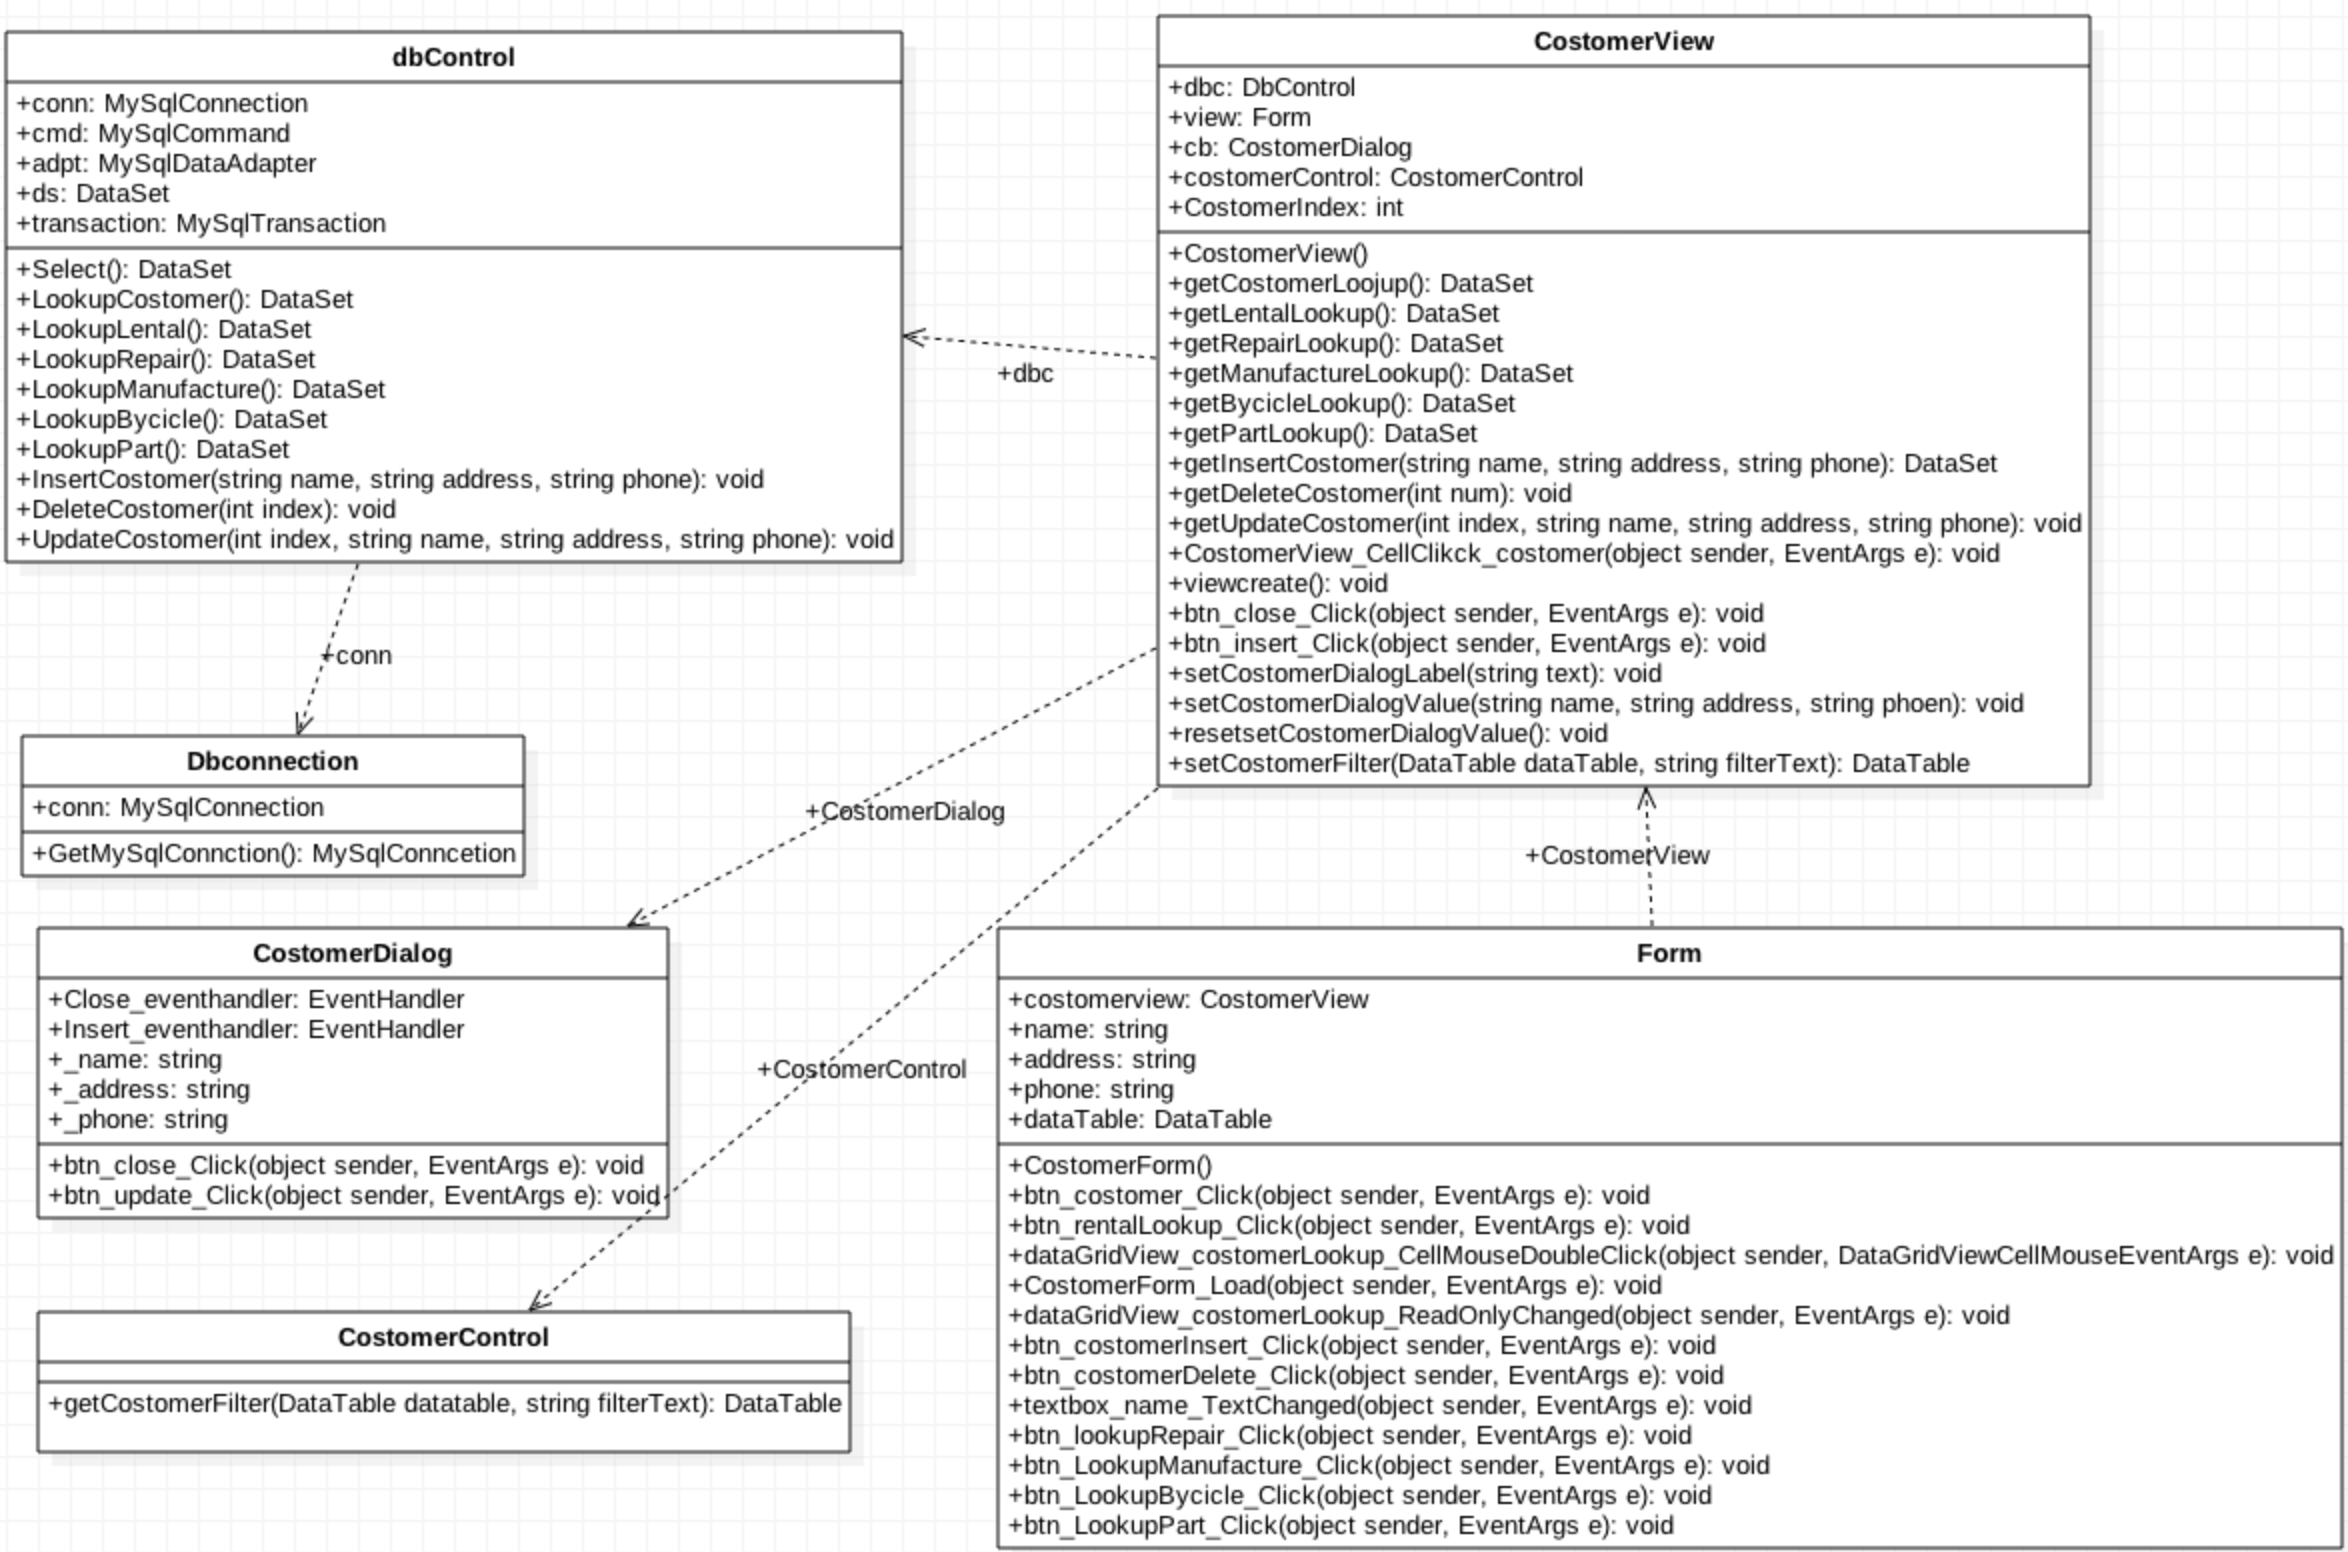 dbControl
+conn: MySqlConnection
+cmd: MySqlCommand
+adpt: MySqlDataAdapter
+ds: DataSet
+transaction: MySqlTransaction
+Select(): DataSet
+LookupCostomer(): DataSet
+LookupLental(): DataSet
+LookupRepair(): DataSet
+LookupManufacture(): DataSet
+LookupBycicle(): DataSet
+LookupPart(): DataSet
+InsertCostomer(string name, string address, string phone): void
+DeleteCostomer(int index): void
+UpdateCostomer(int index, string name, string address, string phone): void
CostomerView
+dbc: DbControl
+view: Form
+cb: CostomerDialog
+costomerControl: CostomerControl
+CostomerIndex: int
+CostomerView()
+getCostomerLoojup(): DataSet
+getLentalLookup(): DataSet
+getRepairLookup(): DataSet
+getManufactureLookup(): DataSet
+getBycicleLookup(): DataSet
+getPartLookup(): DataSet
+getInsertCostomer(string name, string address, string phone): DataSet
+getDeleteCostomer(int num): void
+getUpdateCostomer(int index, string name, string address, string phone): void
+CostomerView_CellClikck_costomer(object sender, EventArgs e): void
+viewcreate(): void
+btn_close_Click(object sender, EventArgs e): void
+btn_insert_Click(object sender, EventArgs e): void
+setCostomerDialogLabel(string text): void
+setCostomerDialogValue(string name, string address, string phoen): void
+resetsetCostomerDialogValue(): void
+setCostomerFilter(DataTable dataTable, string filterText): DataTable
+dbc
+conn
Dbconnection
+conn: MySqlConnection
+GetMySqlConnction(): MySqlConncetion
+CostomerDialog
+CostomerView
CostomerDialog
+Close_eventhandler: EventHandler
+Insert_eventhandler: EventHandler
+_name: string
+_address: string
+_phone: string
+btn_close_Click(object sender, EventArgs e): void
+btn_update_Click(object sender, EventArgs e): void
+CostomerControl
CostomerControl
+getCostomerFilter(DataTable datatable, string filterText): DataTable
Form
+costomerview: CostomerView
+name: string
+address: string
+phone: string
+dataTable: DataTable
+CostomerForm()
+btn_costomer_Click(object sender, EventArgs e): void
+btn_rentalLookup_Click(object sender, EventArgs e): void
+dataGridView_costomerLookup_CellMouseDoubleClick(object sender, DataGridViewCellMouseEventArgs e): void
+CostomerForm_Load(object sender, EventArgs e): void
+dataGridView_costomerLookup_ReadOnlyChanged(object sender, EventArgs e): void
+btn_costomerInsert_Click(object sender, EventArgs e): void
+btn_costomerDelete_Click(object sender, EventArgs e): void
+textbox_name_TextChanged(object sender, EventArgs e): void
+btn_lookupRepair_Click(object sender, EventArgs e): void
+btn_LookupManufacture_Click(object sender, EventArgs e): void
+btn_LookupBycicle_Click(object sender, EventArgs e): void
+btn_LookupPart_Click(object sender, EventArgs e): void